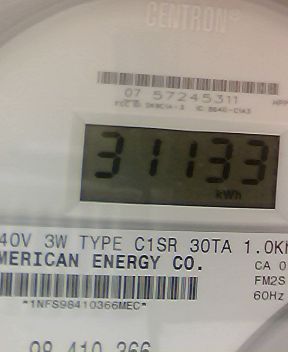 CENTRON®
07 57245311
31133
kWh
40V 3W TYPE C1SR 30TA 1.0K
MERICAN ENERGY CO.
CA 0
FM2S
60Hz
*1NFS98410366MEC*
98 410 366